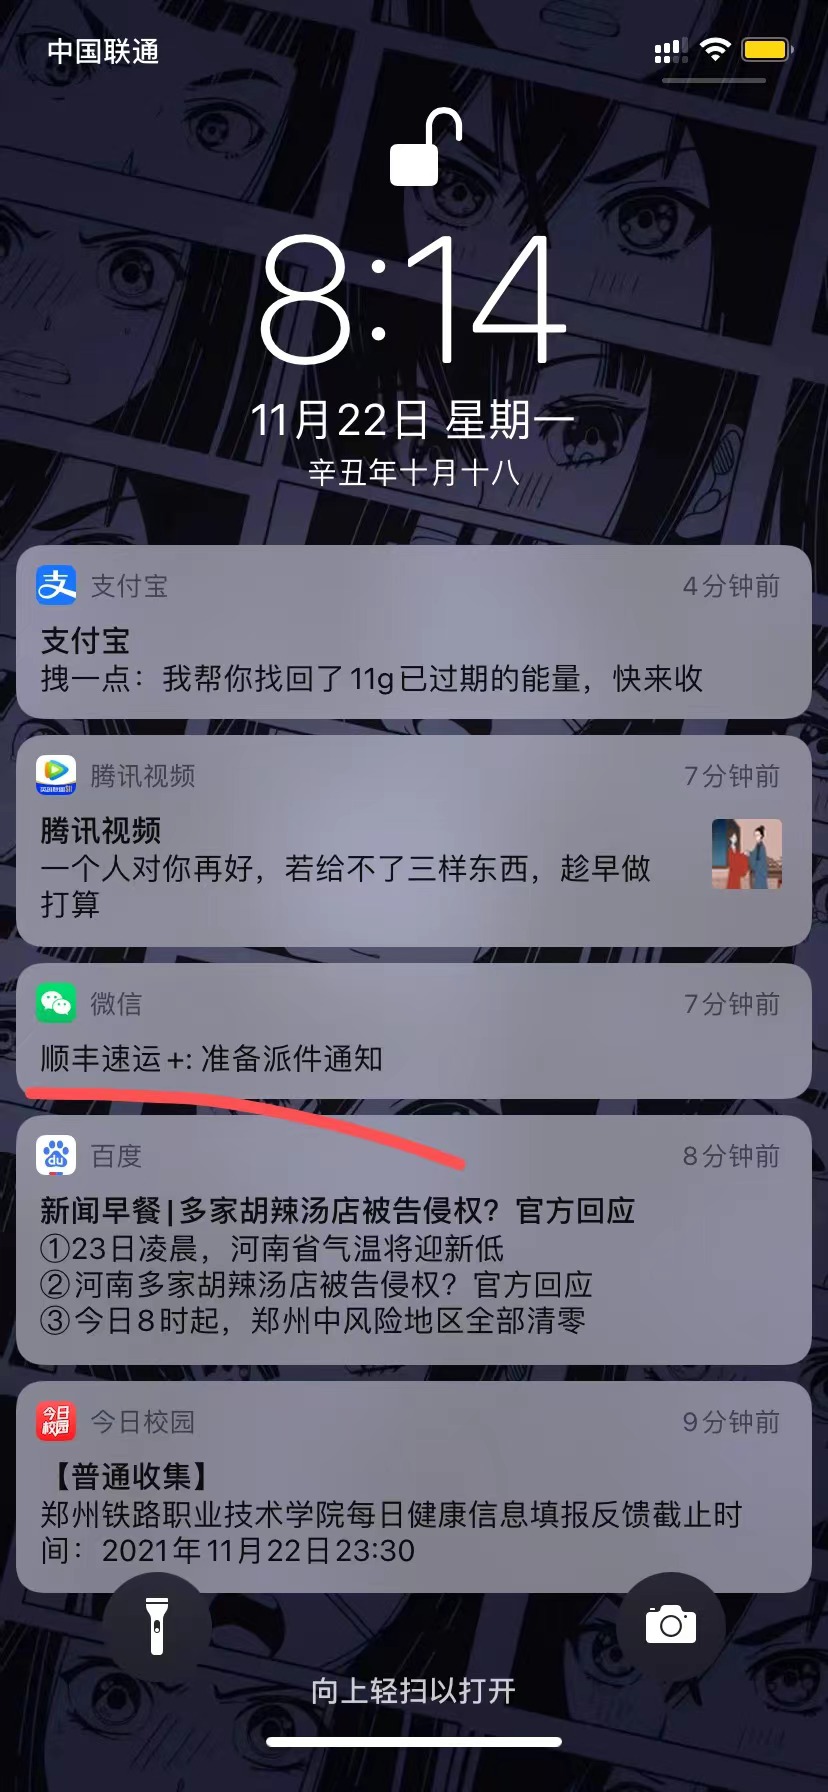 中国联通
8:14
11月22日 星期一
辛丑年十月十八
支付宝
4分钟前
支付宝
拽一点：我帮你找回了11g已过期的能量，快来收
腾讯视频
7分钟前
腾讯视频
一个人对你再好，若给不了三样东西，趁早做
打算
微信
7分钟前
顺丰速运+: 准备派件通知
百度
8分钟前
新闻早餐|多家胡辣汤店被告侵权？官方回应
①23日凌晨，河南省气温将迎新低
②河南多家胡辣汤店被告侵权？官方回应
③今日8时起，郑州中风险地区全部清零
今日校园
9分钟前
【普通收集】
郑州铁路职业技术学院每日健康信息填报反馈截止时
间：2021年11月22日23:30
向上轻扫以打开